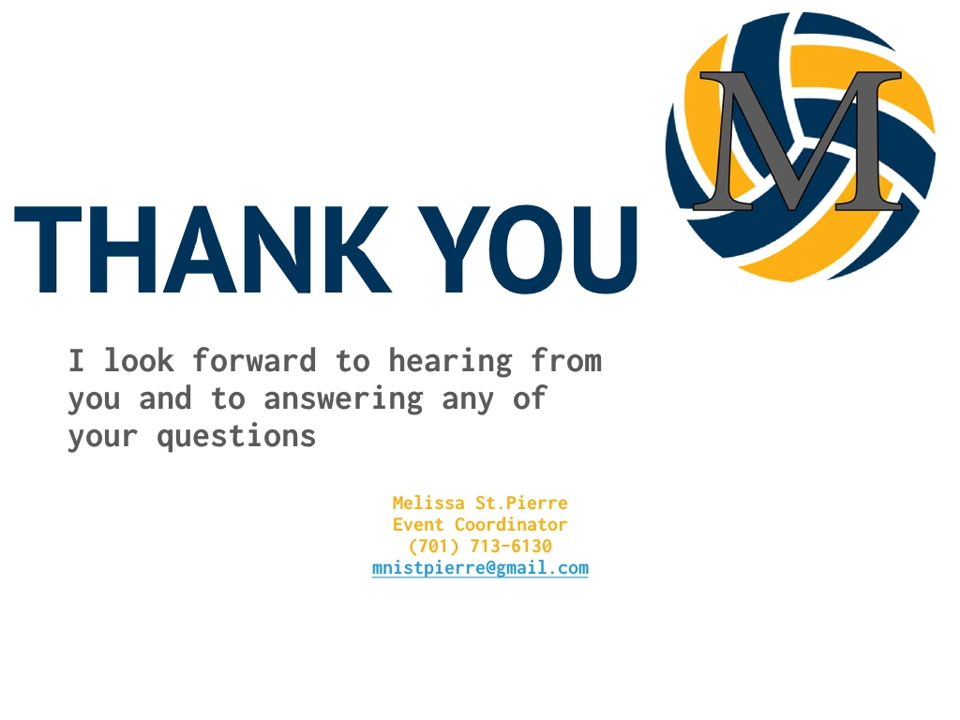 M
THANK YOU
I look forward to hearing from
you and to answering any of
your questions
Melissa St.Pierre
Event Coordinator
(701) 713-6130
mnistpierre@gmail.com